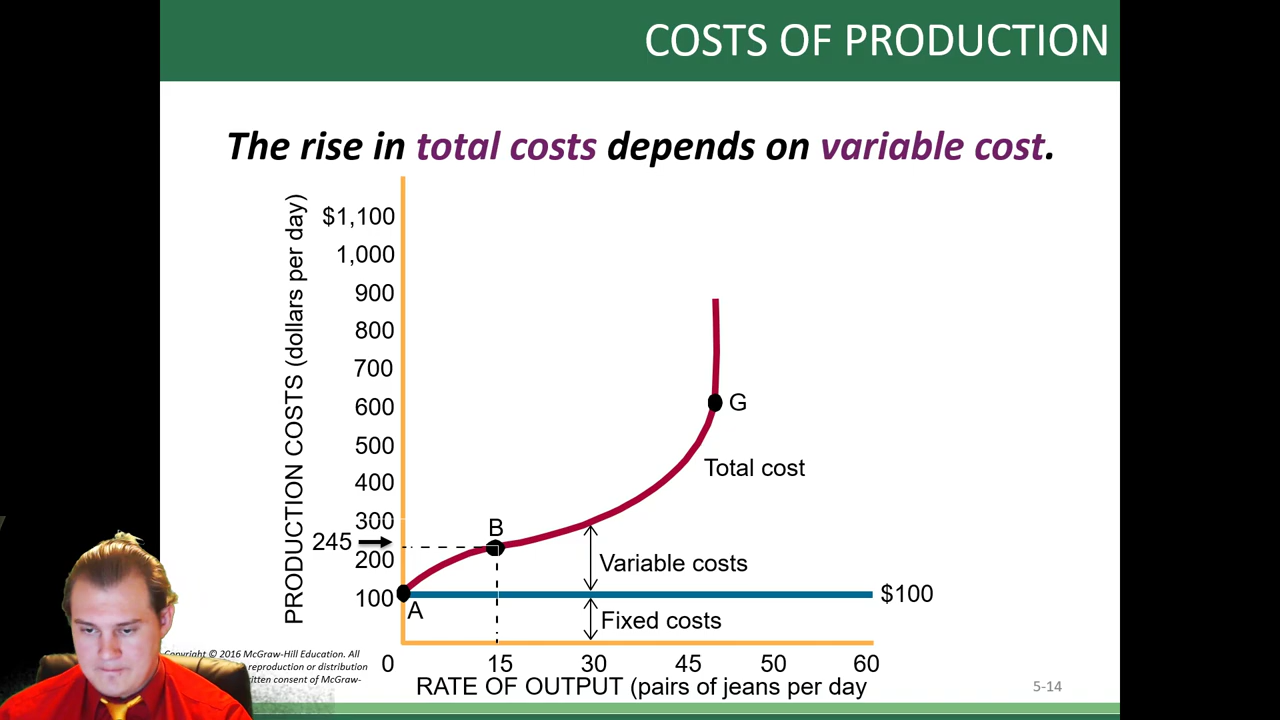 COSTS OF PRODUCTION
The rise in total costs depends on variable cost.
PRODUCTION COSTS (dollars per day)
$1,100
1,000
900
800
700
600
500
400
300
245
200
100
G
Total cost
B
Variable costs
A
$100
Fixed costs
0 15 30 45 50 60
RATE OF OUTPUT (pairs of jeans per day
Copyright © 2016 McGraw-Hill Education. All
reproduction or distribution
consent of McGraw-
5-14